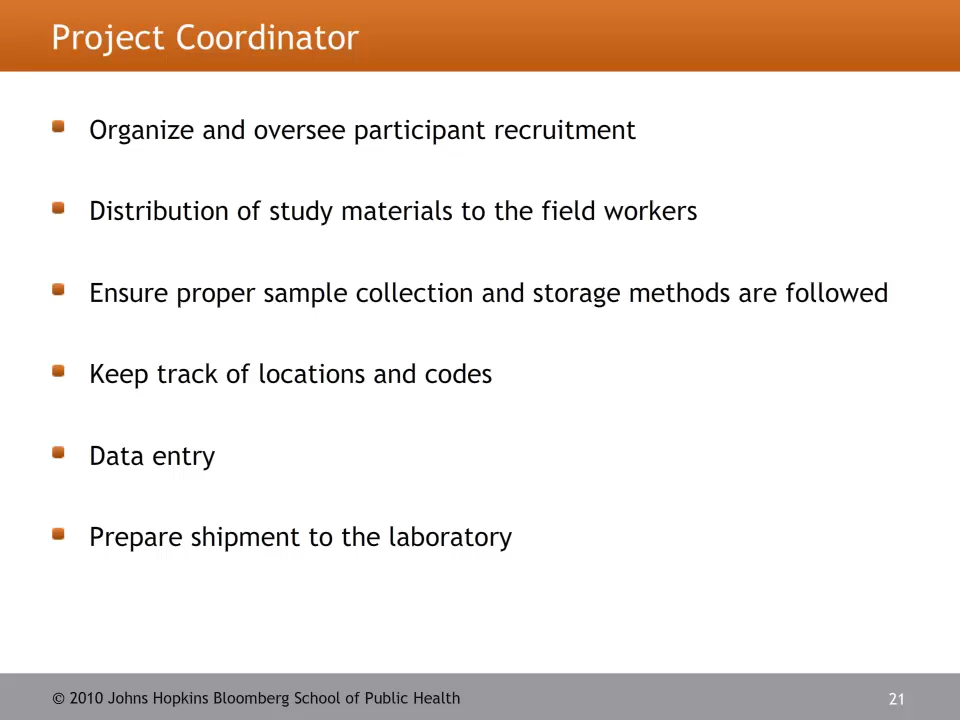 Project Coordinator
Organize and oversee participant recruitment
Distribution of study materials to the field workers
Ensure proper sample collection and storage methods are followed
Keep track of locations and codes
Data entry
Prepare shipment to the laboratory
© 2010 Johns Hopkins Bloomberg School of Public Health
21